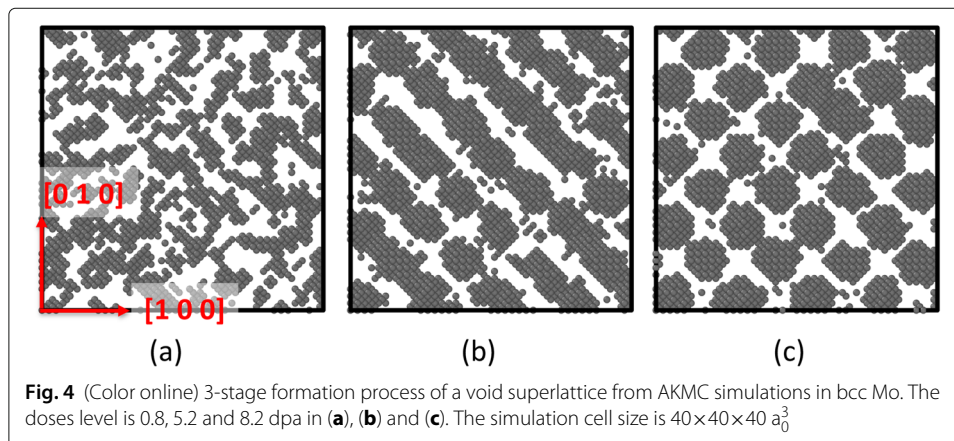 [0 1 0]
[1 0 0]
(a)
(b)
(c)
Fig. 4 (Color online) 3-stage formation process of a void superlattice from AKMC simulations in bcc Mo. The
doses level is 0.8, 5.2 and 8.2 dpa in (a), (b) and (c). The simulation cell size is 40×40×40 a₀³